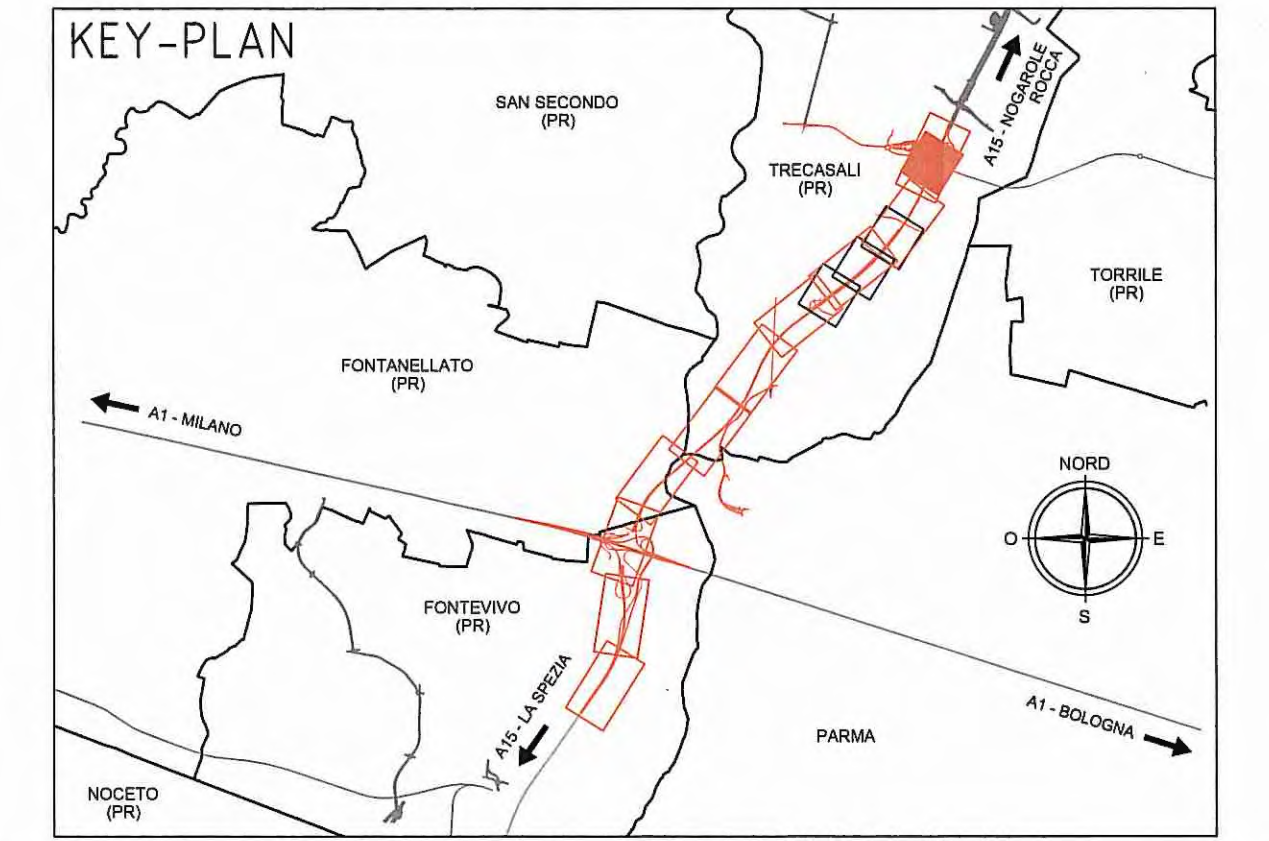 KEY-PLAN
SAN SECONDO
(PR)
A15 - NOGAROLE
ROCCA
TRECASALI
(PR)
TORRILE
(PR)
FONTANELLATO
(PR)
A1 - MILANO
NORD
O
E
S
FONTEVIVO
(PR)
A15 - LA SPEZIA
A1 - BOLOGNA
PARMA
NOCETO
(PR)